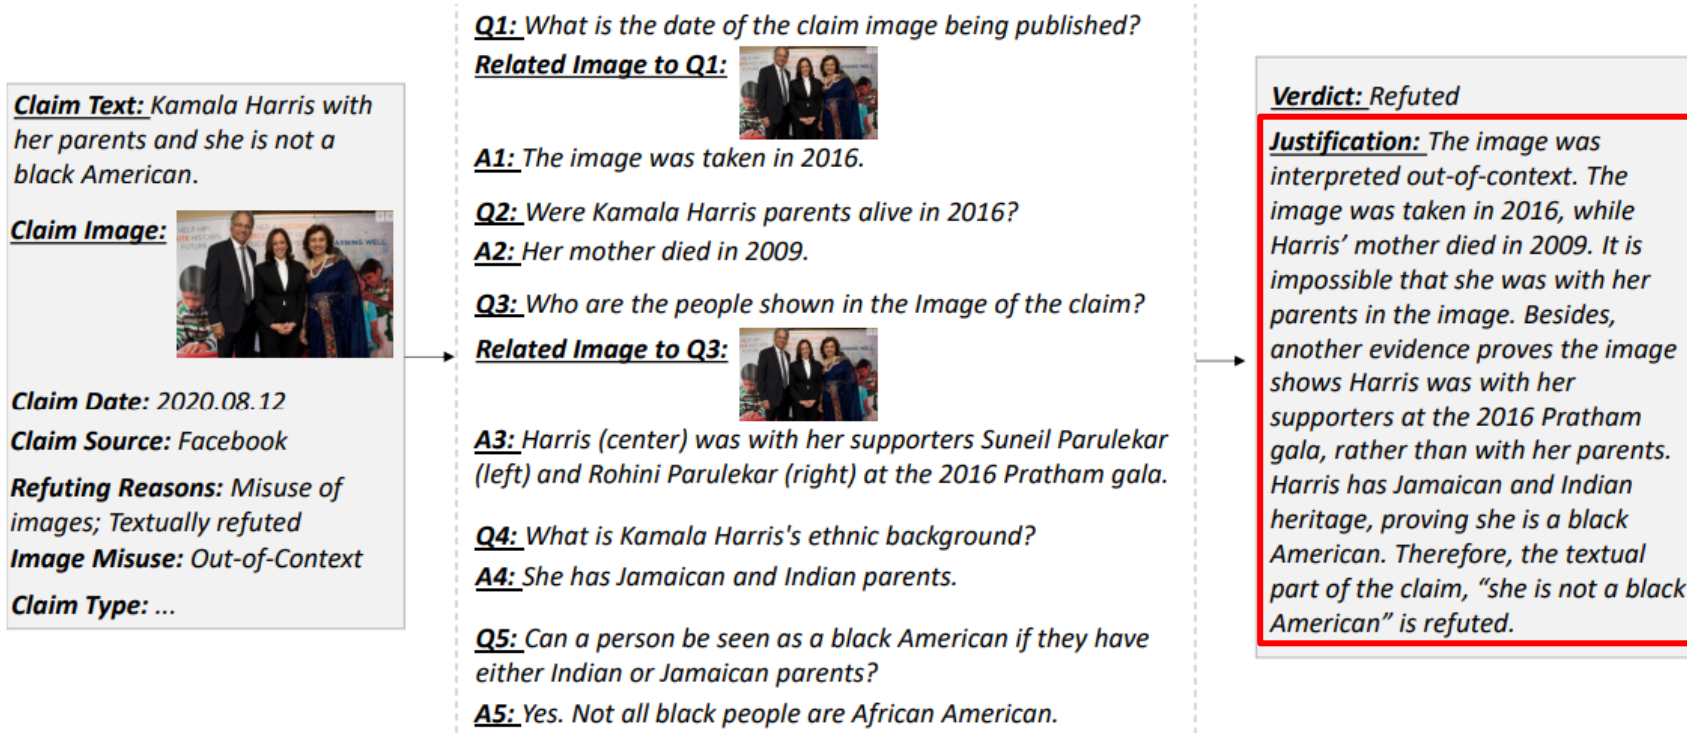 Claim Text: Kamala Harris with
her parents and she is not a
black American.
Claim Image:
HELP HIM
HIS OWN
FUTURE
ARNING WELL
Claim Date: 2020.08.12
Claim Source: Facebook
Refuting Reasons: Misuse of
images; Textually refuted
Image Misuse: Out-of-Context
Claim Type: ...
Q1: What is the date of the claim image being published?
Related Image to Q1:
A1: The image was taken in 2016.
Q2: Were Kamala Harris parents alive in 2016?
A2: Her mother died in 2009.
Q3: Who are the people shown in the Image of the claim?
Related Image to Q3:
A3: Harris (center) was with her supporters Suneil Parulekar
(left) and Rohini Parulekar (right) at the 2016 Pratham gala.
Q4: What is Kamala Harris's ethnic background?
A4: She has Jamaican and Indian parents.
Q5: Can a person be seen as a black American if they have
either Indian or Jamaican parents?
A5: Yes. Not all black people are African American.
Verdict: Refuted
Justification: The image was
interpreted out-of-context. The
image was taken in 2016, while
Harris’ mother died in 2009. It is
impossible that she was with her
parents in the image. Besides,
another evidence proves the image
shows Harris was with her
supporters at the 2016 Pratham
gala, rather than with her parents.
Harris has Jamaican and Indian
heritage, proving she is a black
American. Therefore, the textual
part of the claim, “she is not a black
American” is refuted.